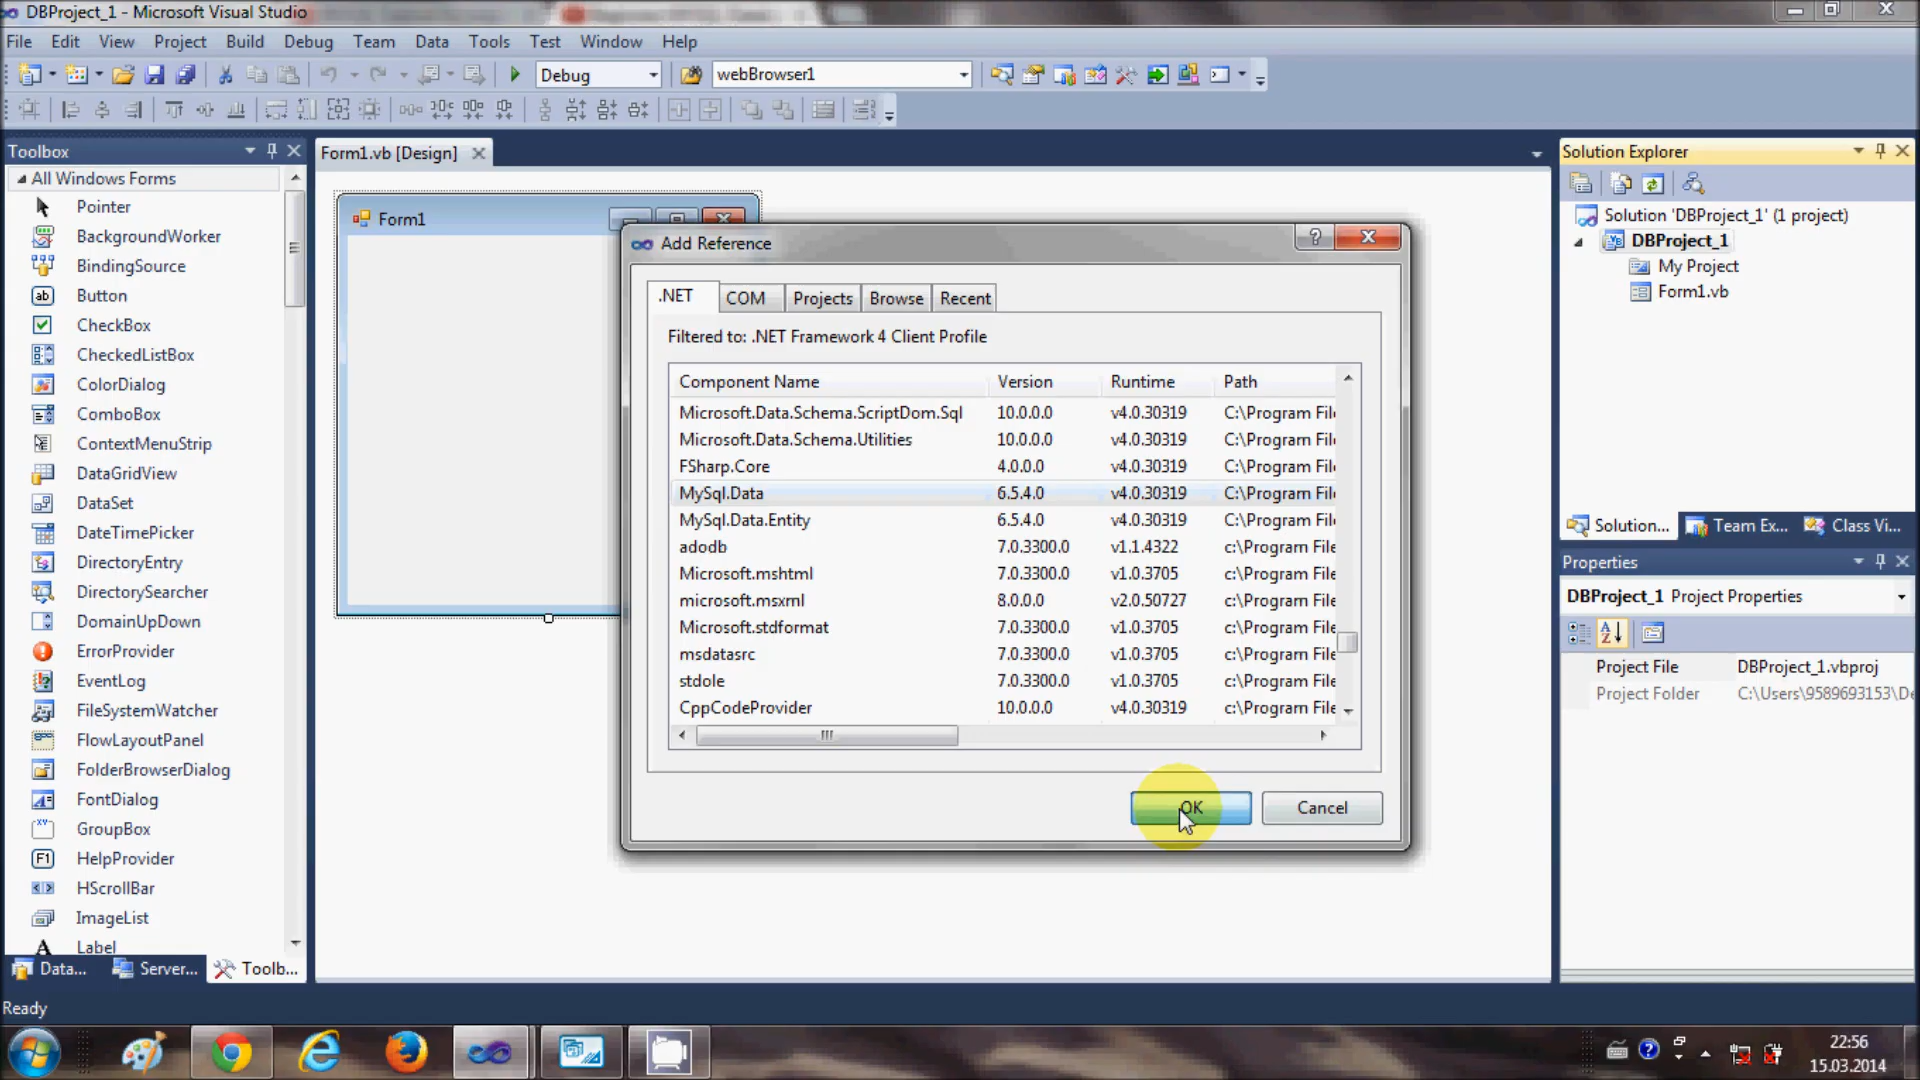 DBProject_1 - Microsoft Visual Studio
File Edit View Project Build Debug Team Data Tools Test Window Help
Debug webBrowser1
Toolbox
All Windows Forms
Pointer
BackgroundWorker
BindingSource
Button
CheckBox
CheckedListBox
ColorDialog
ComboBox
ContextMenuStrip
DataGridView
DataSet
DateTimePicker
DirectoryEntry
DirectorySearcher
DomainUpDown
ErrorProvider
EventLog
FileSystemWatcher
FlowLayoutPanel
FolderBrowserDialog
FontDialog
GroupBox
HelpProvider
HScrollBar
ImageList
Label
Data... Server... Toolb...
Form1.vb [Design]
Form1
Add Reference
.NET COM Projects Browse Recent
Filtered to: .NET Framework 4 Client Profile
Component Name Version Runtime Path
Microsoft.Data.Schema.ScriptDom.Sql 10.0.0.0 v4.0.30319 C:\Program File
Microsoft.Data.Schema.Utilities 10.0.0.0 v4.0.30319 C:\Program File
FSharp.Core 4.0.0.0 v4.0.30319 C:\Program File
MySql.Data 6.5.4.0 v4.0.30319 C:\Program File
MySql.Data.Entity 6.5.4.0 v4.0.30319 C:\Program File
adodb 7.0.3300.0 v1.1.4322 c:\Program File
Microsoft.mshtml 7.0.3300.0 v1.0.3705 c:\Program File
microsoft.msxml 8.0.0.0 v2.0.50727 c:\Program File
Microsoft.stdformat 7.0.3300.0 v1.0.3705 c:\Program File
msdatasrc 7.0.3300.0 v1.0.3705 c:\Program File
stdole 7.0.3300.0 v1.0.3705 c:\Program File
CppCodeProvider 10.0.0.0 v4.0.30319 c:\Program File
OK Cancel
Solution Explorer
Solution 'DBProject_1' (1 project)
DBProject_1
My Project
Form1.vb
Solution... Team Ex... Class Vi...
Properties
DBProject_1 Project Properties
Project File DBProject_1.vbproj
Project Folder C:\Users\9589693153\De
Ready
22:56
15.03.2014